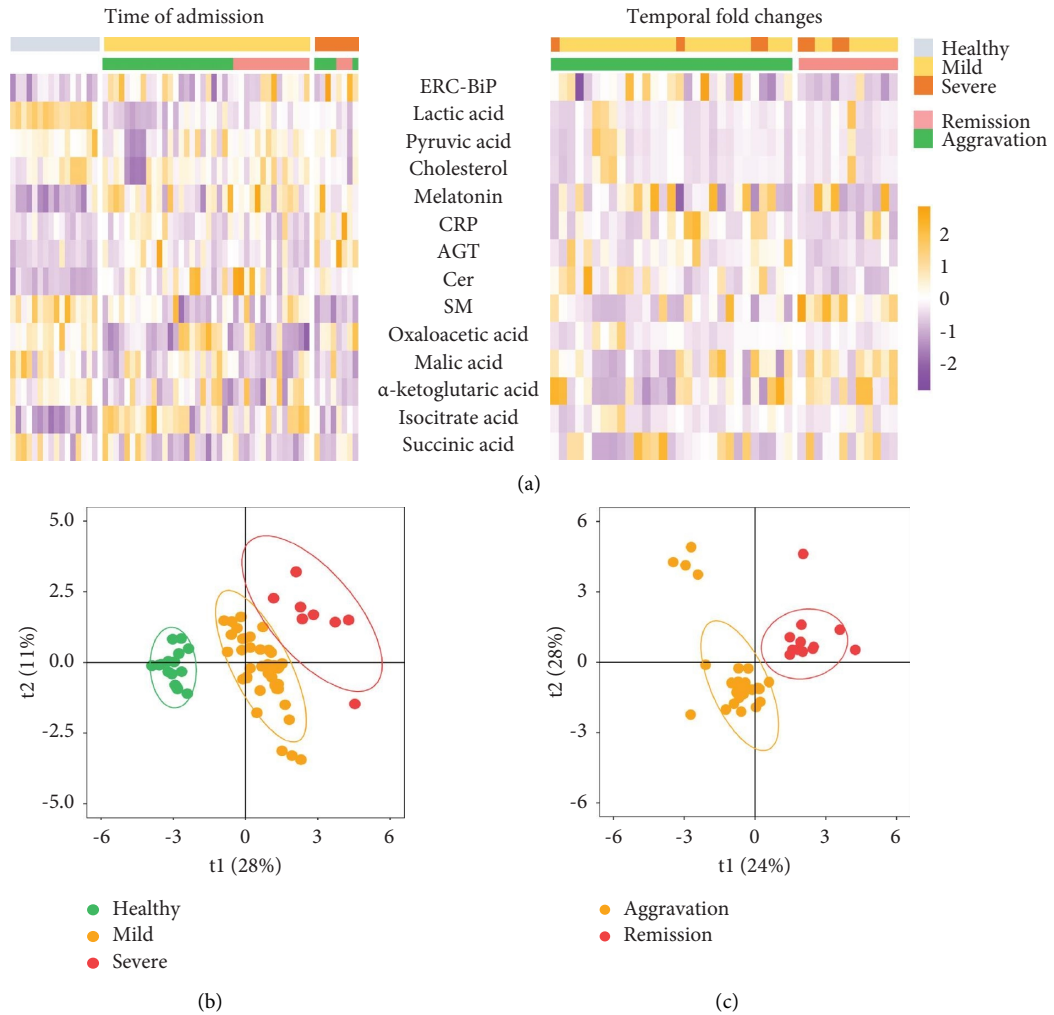 Time of admission
Temporal fold changes
Healthy
Mild
Severe
Remission
Aggravation
ERC-BiP
Lactic acid
Pyruvic acid
Cholesterol
Melatonin
CRP
AGT
Cer
SM
Oxaloacetic acid
Malic acid
α-ketoglutaric acid
Isocitrate acid
Succinic acid
2
1
0
-1
-2
(a)
5.0
2.5
0.0
-2.5
-5.0
t2 (11%)
-6 -3 0 3 6
t1 (28%)
Healthy
Mild
Severe
(b)
6
3
0
-3
-6
t2 (28%)
-6 -3 0 3 6
t1 (24%)
Aggravation
Remission
(c)